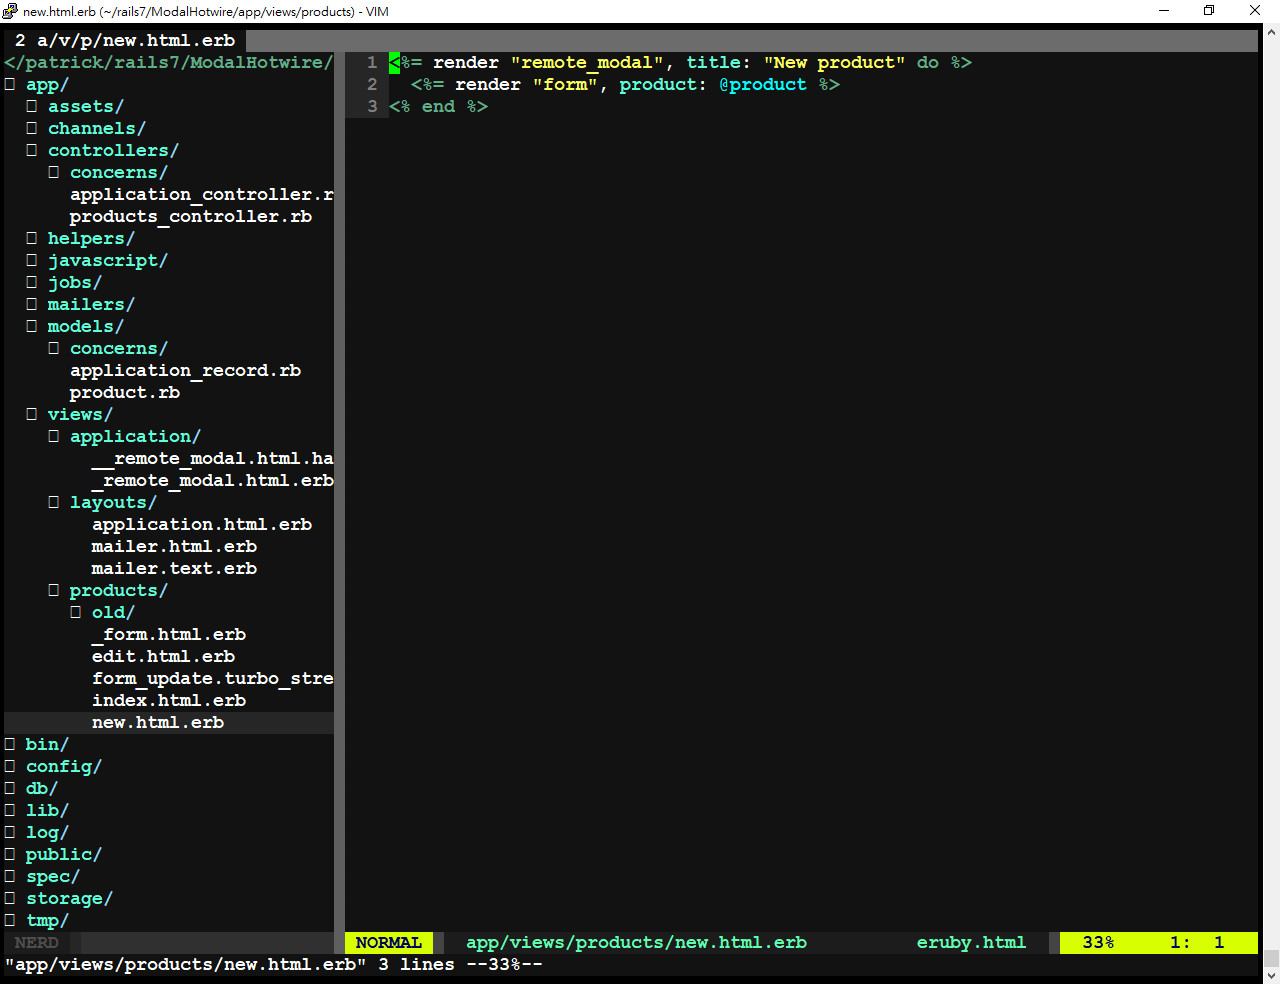 new.html.erb (~/rails7/ModalHotwire/app/views/products) - VIM
2 a/v/p/new.html.erb
</patrick/rails7/ModalHotwire/
app/
assets/
channels/
controllers/
concerns/
application_controller.r
products_controller.rb
helpers/
javascript/
jobs/
mailers/
models/
concerns/
application_record.rb
product.rb
views/
application/
__remote_modal.html.ha
_remote_modal.html.erb
layouts/
application.html.erb
mailer.html.erb
mailer.text.erb
products/
old/
_form.html.erb
edit.html.erb
form_update.turbo_stre
index.html.erb
new.html.erb
bin/
config/
db/
lib/
log/
public/
spec/
storage/
tmp/
NERD
1 <%= render "remote_modal", title: "New product" do %>
2   <%= render "form", product: @product %>
3 <% end %>
NORMAL app/views/products/new.html.erb eruby.html 33% 1: 1
"app/views/products/new.html.erb" 3 lines --33%--